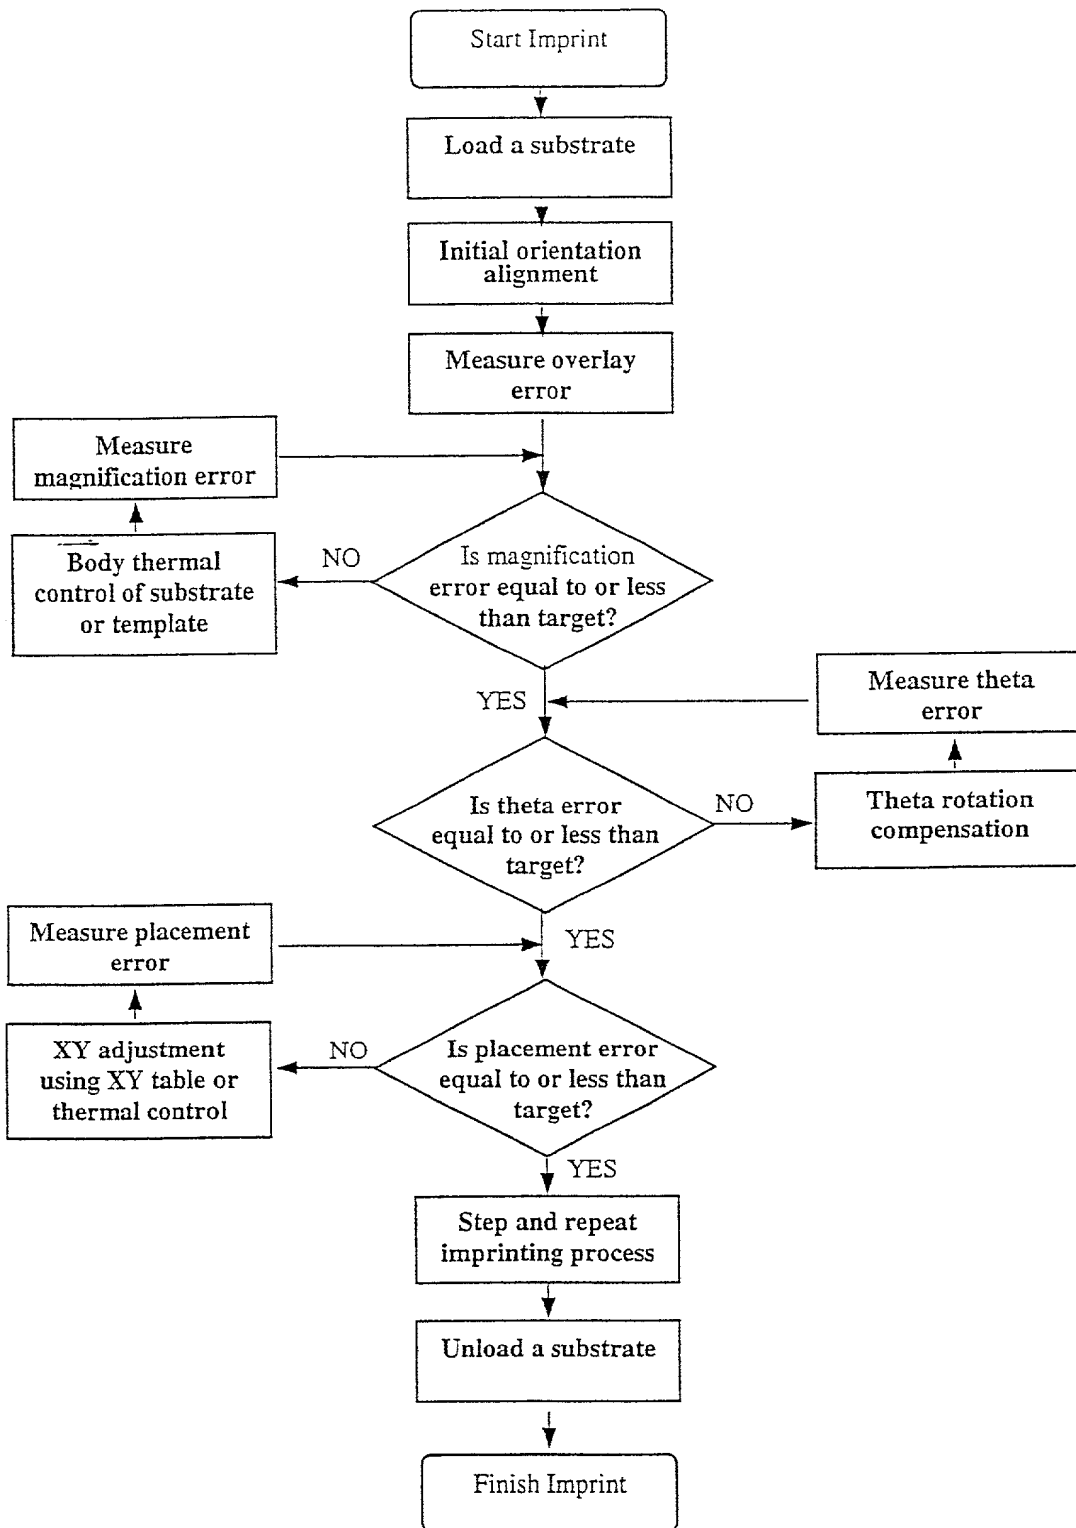 Start Imprint
Load a substrate
Initial orientation
alignment
Measure overlay
error
Measure
magnification error
Body thermal
control of substrate
or template
NO
Is magnification
error equal to or less
than target?
YES
Measure theta
error
Is theta error
equal to or less than
target?
NO
Theta rotation
compensation
YES
Measure placement
error
XY adjustment
using XY table or
thermal control
NO
Is placement error
equal to or less than
target?
YES
Step and repeat
imprinting process
Unload a substrate
Finish Imprint